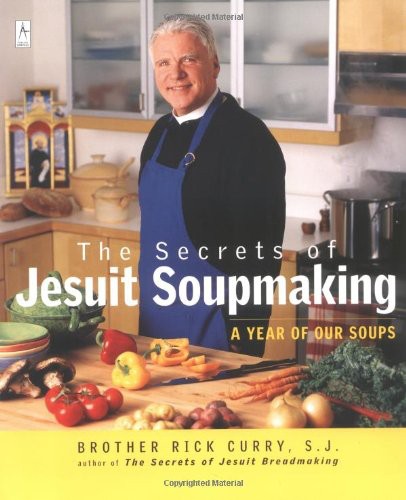 The Secrets of
Jesuit Soupmaking
A YEAR OF OUR SOUPS
BROTHER RICK CURRY, S.J.
author of The Secrets of Jesuit Breadmaking